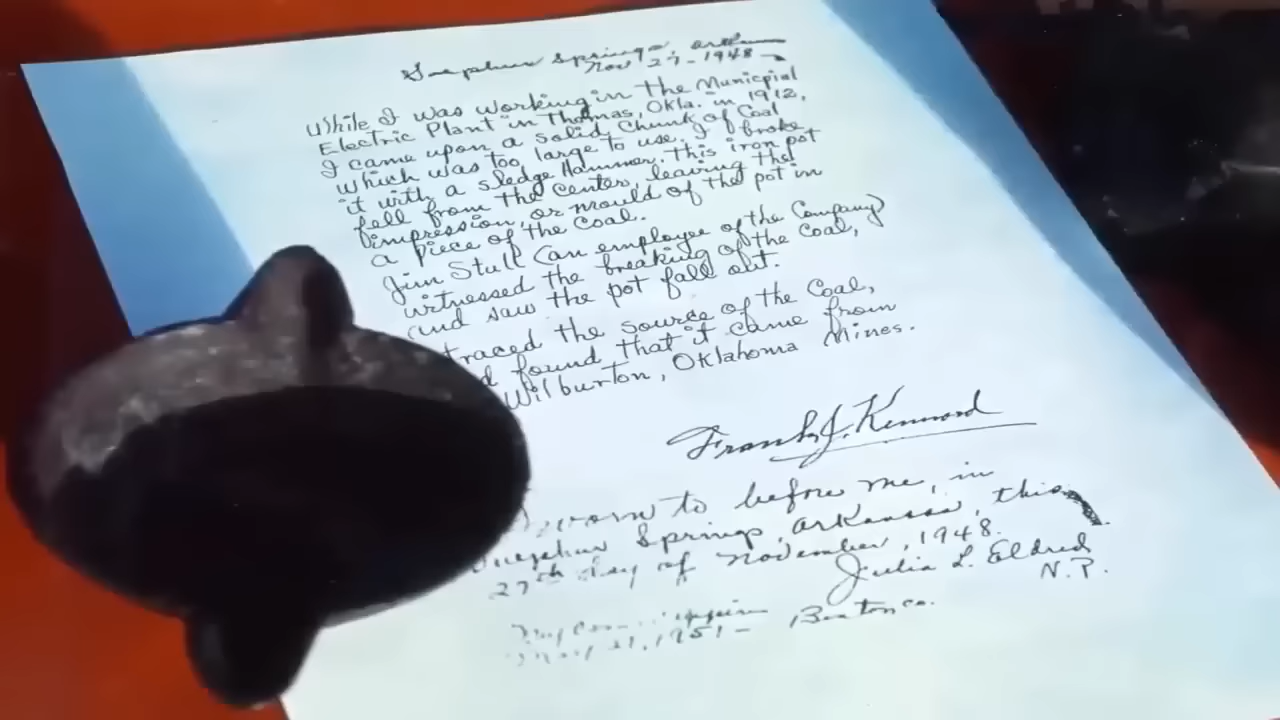 Sulphur Springs, Arkansas
Nov 27-1948-
While I was working in the Municpial
Electric Plant in Thomas, Okla. in 1912,
I came upon a solid Chunk of Coal
which was too large to use. I broke
it with a sledge Hammer. This iron pot
fell from the center, leaving the
impression, or mould of the pot in
a piece of the coal.
Jim Stull (an employee of the Company)
witnessed the breaking of the coal,
and saw the pot fall out.
traced the source of the Coal,
found that it came from
Wilburton, Oklahoma Mines.
Frank J. Kennard
Sworn to before me, in
Sulphur Springs, Arkansas, this
27th day of November, 1948.
Julia L. Eldred
N.P.
21, 1951- Benton co.